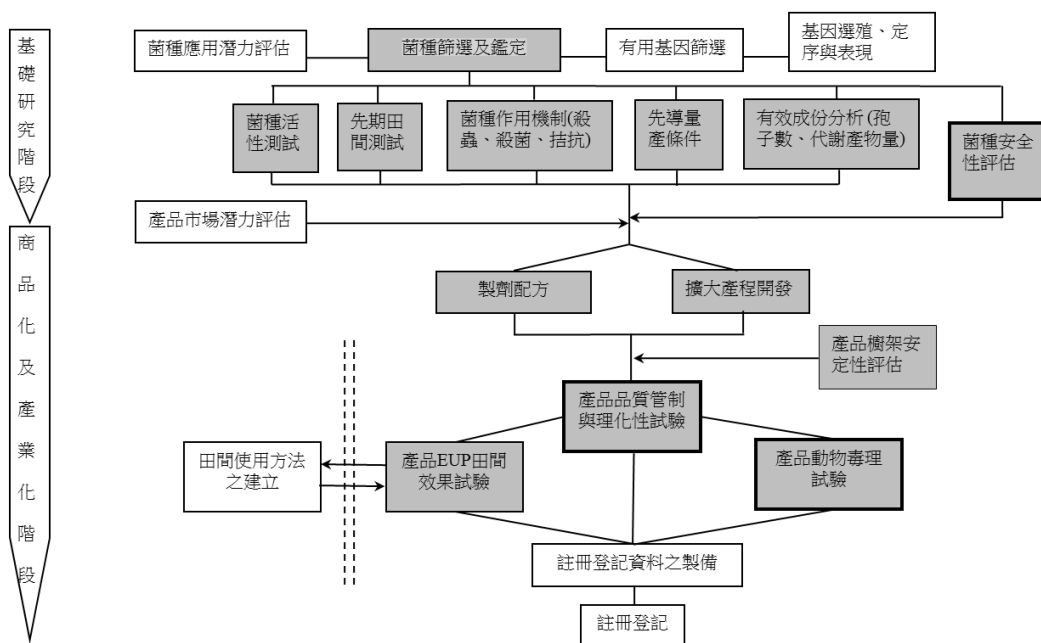 基礎研究階段
菌種應用潛力評估
菌種篩選及鑑定
有用基因篩選
基因選殖、定
序與表現
菌種活
性測試
先期田
間測試
菌種作用機制(殺
蟲、殺菌、拮抗)
先導量
產條件
有效成份分析 (孢
子數、代謝產物量)
菌種安全
性評估
商品化及產業化階段
產品市場潛力評估
製劑配方
擴大產程開發
產品櫥架安
定性評估
產品品質管制
與理化性試驗
田間使用方法
之建立
產品EUP田間
效果試驗
產品動物毒理
試驗
註冊登記資料之製備
註冊登記